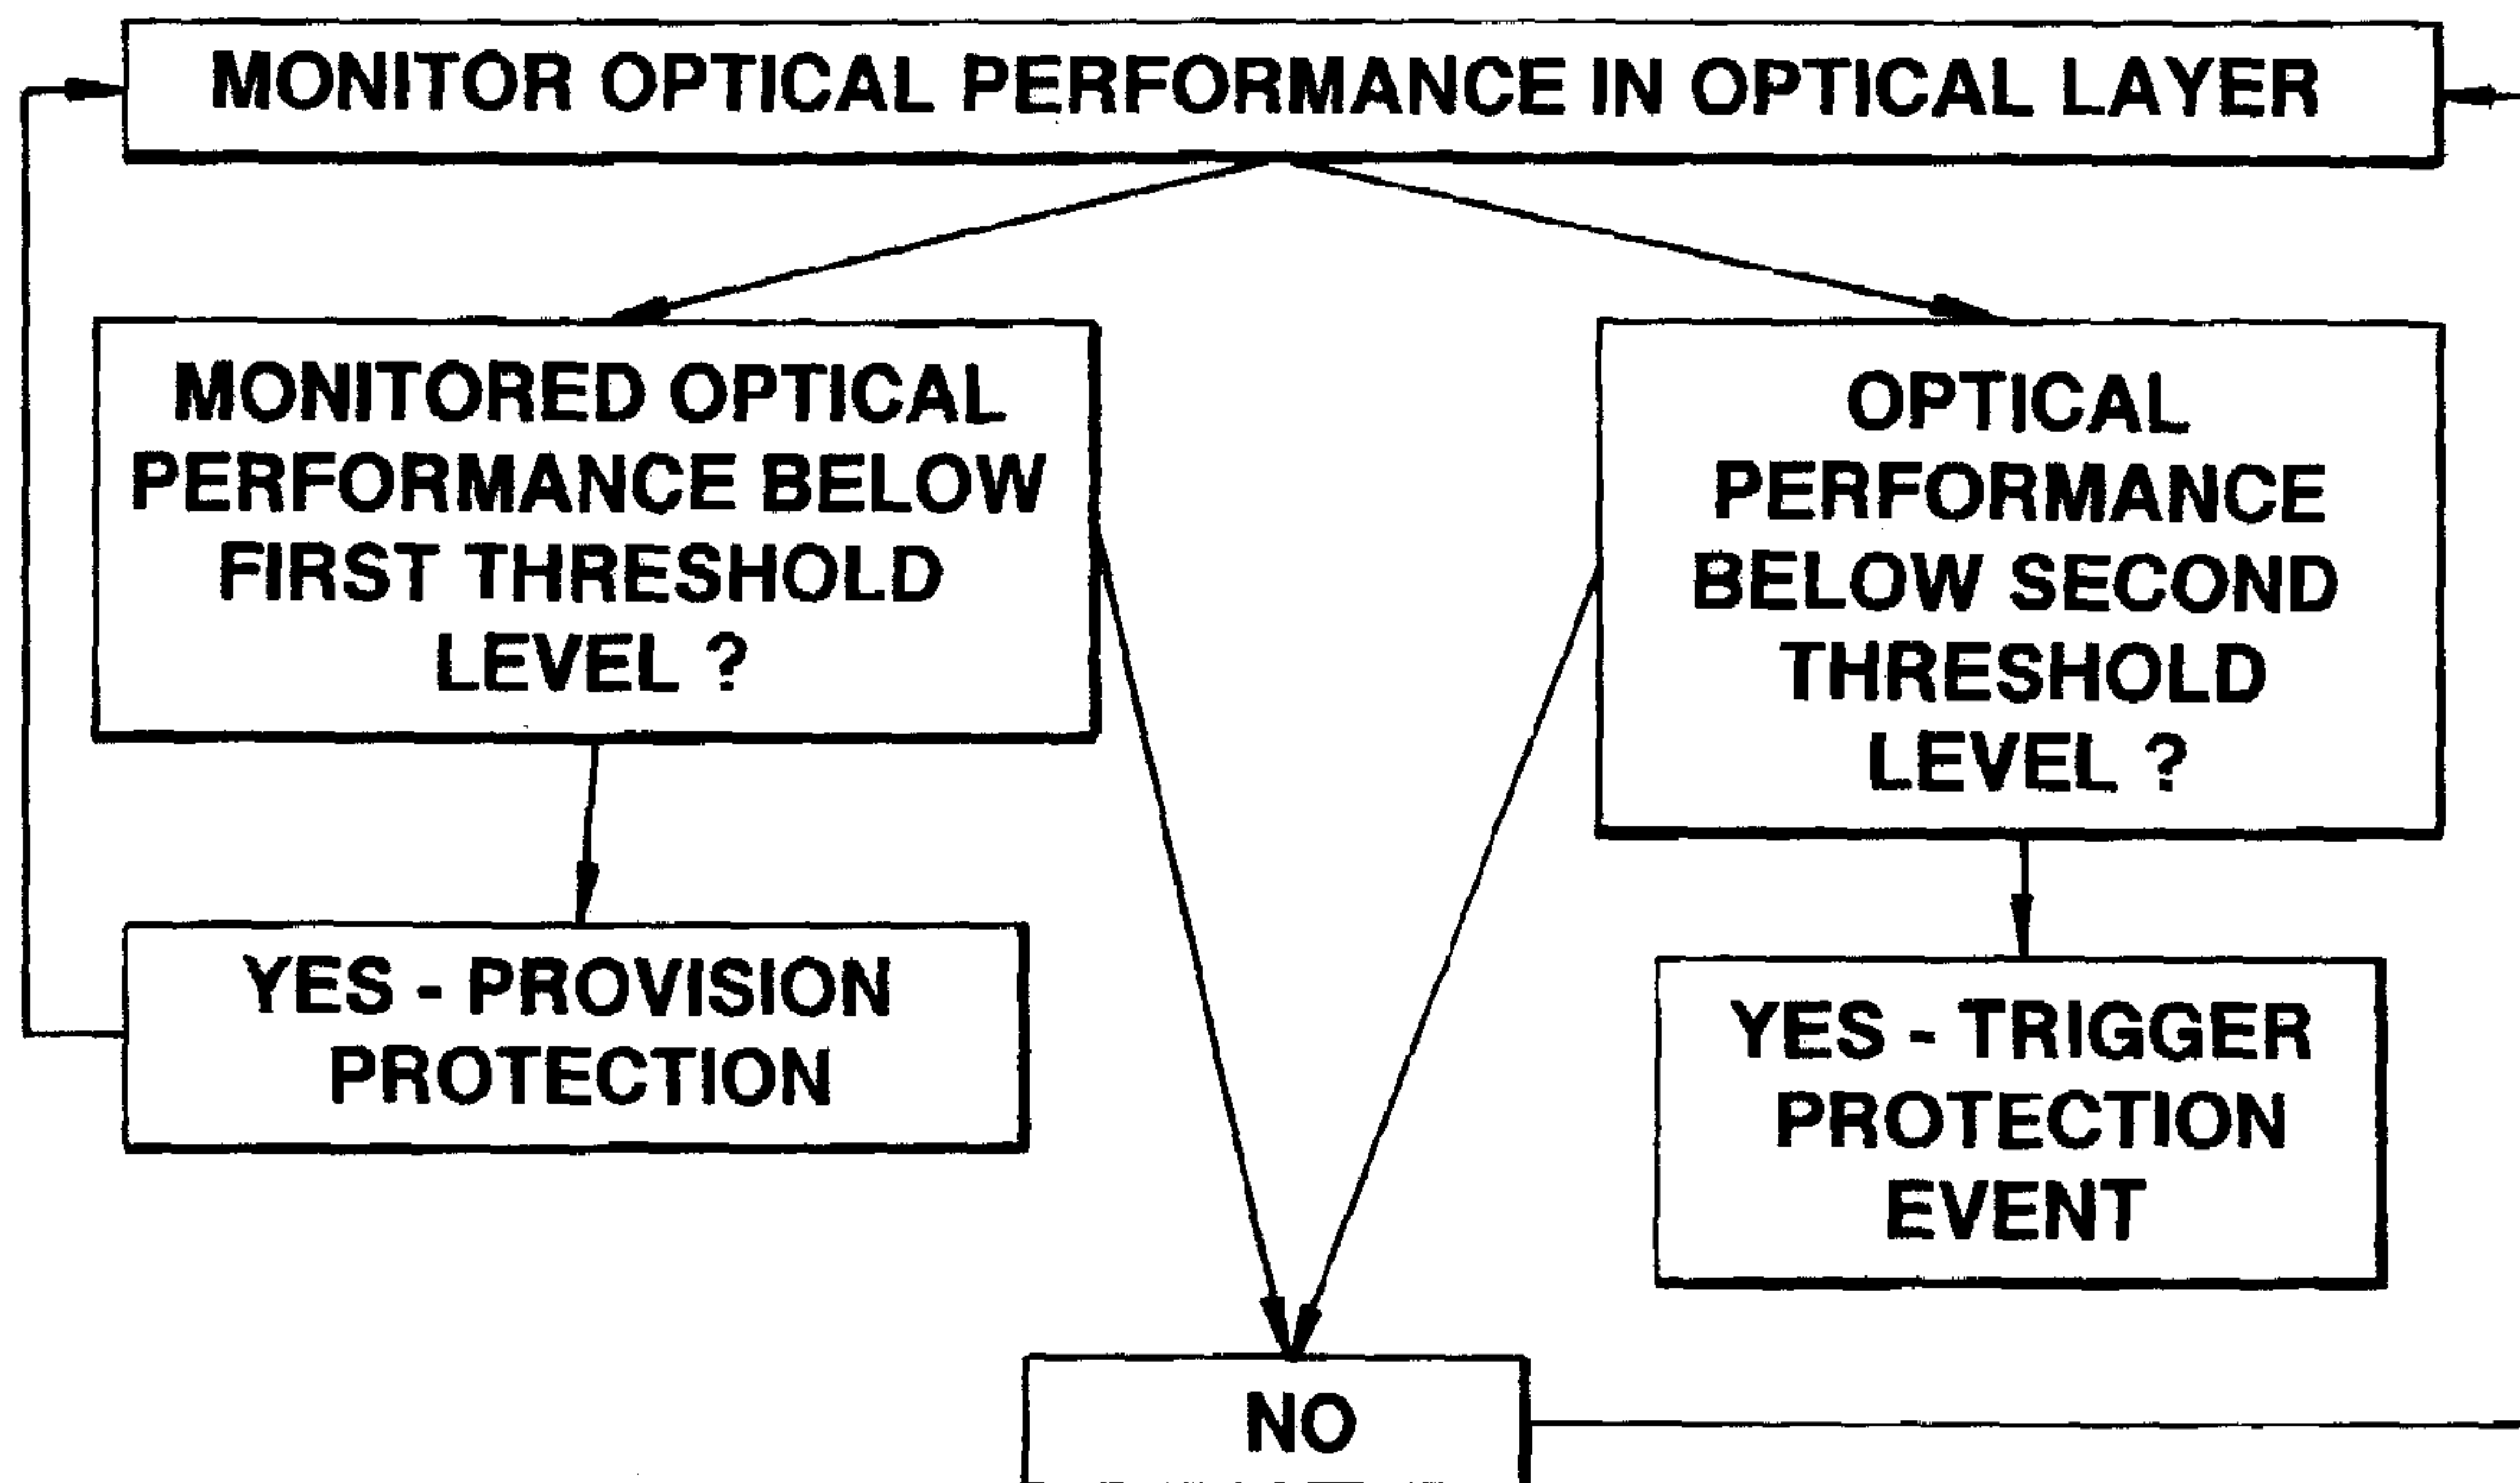 MONITOR OPTICAL PERFORMANCE IN OPTICAL LAYER
MONITORED OPTICAL
PERFORMANCE BELOW
FIRST THRESHOLD
LEVEL ?
OPTICAL
PERFORMANCE
BELOW SECOND
THRESHOLD
LEVEL ?
YES - PROVISION
PROTECTION
YES - TRIGGER
PROTECTION
EVENT
NO